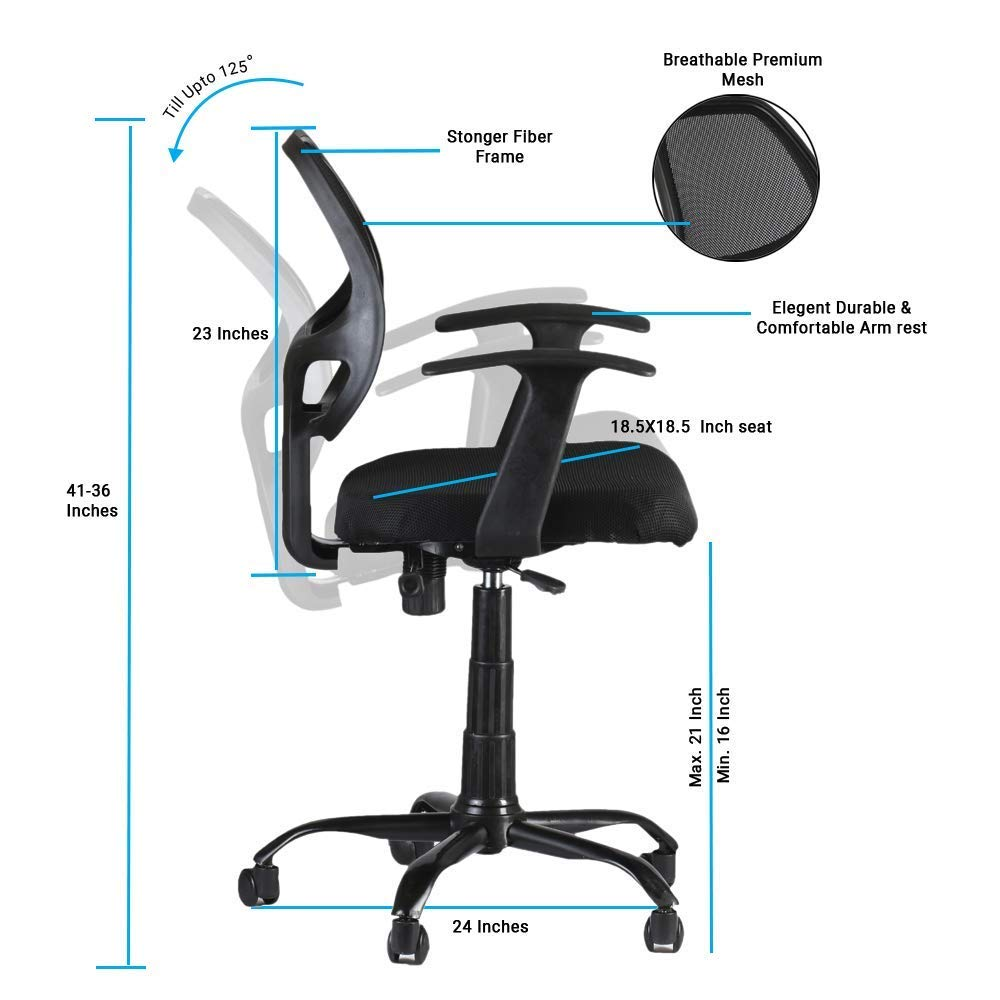 Till Upto 125°
Breathable Premium
Mesh
Stonger Fiber
Frame
23 Inches
Elegent Durable &
Comfortable Arm rest
18.5X18.5 Inch seat
41-36
Inches
Max. 21 Inch
Min. 16 Inch
24 Inches